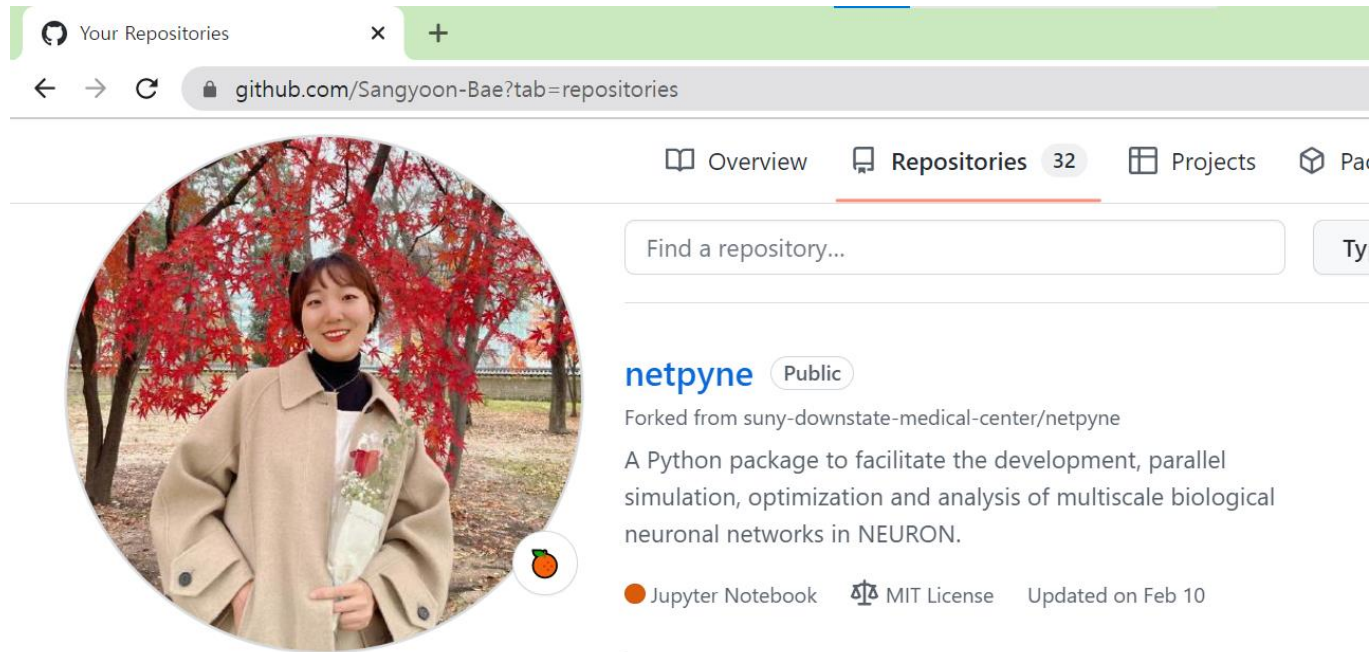 Your Repositories
github.com/Sangyoon-Bae?tab=repositories
Overview Repositories 32 Projects
Find a repository...
netpyne Public
Forked from suny-downstate-medical-center/netpyne
A Python package to facilitate the development, parallel
simulation, optimization and analysis of multiscale biological
neuronal networks in NEURON.
Jupyter Notebook MIT License Updated on Feb 10